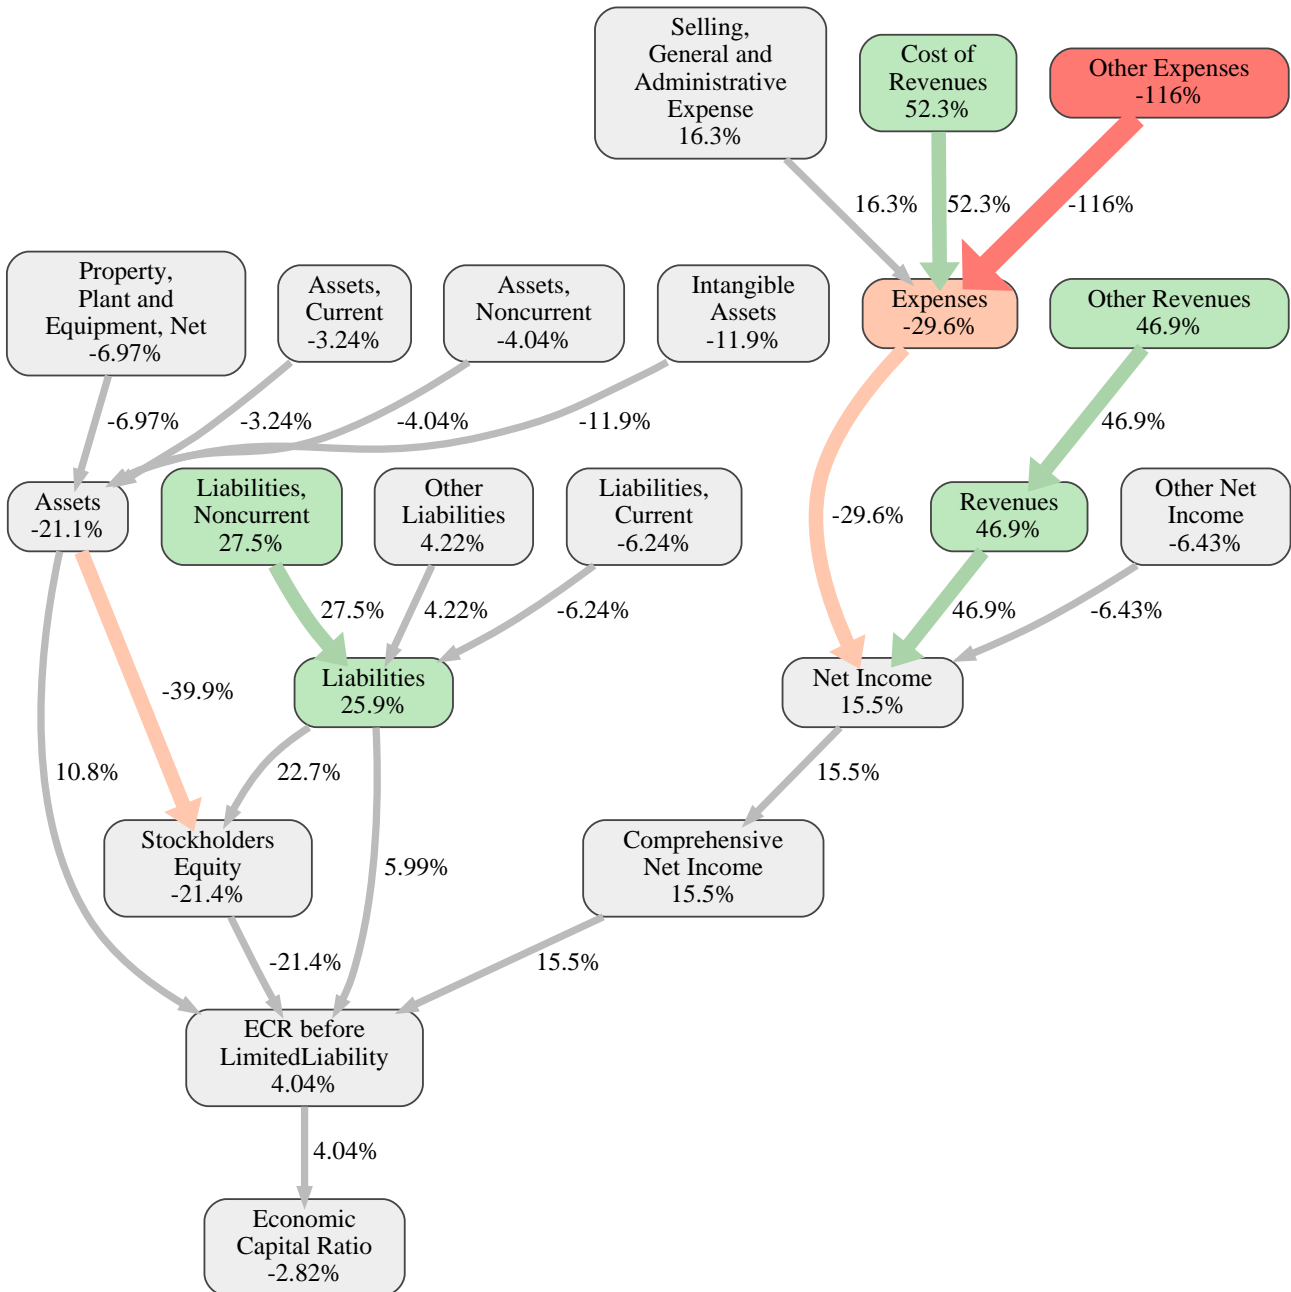 Selling,
General and
Administrative
Expense
16.3%
Cost of
Revenues
52.3%
Other Expenses
-116%
16.3%
52.3%
-116%
Property,
Plant and
Equipment, Net
-6.97%
Assets,
Current
-3.24%
Assets,
Noncurrent
-4.04%
Intangible
Assets
-11.9%
Expenses
-29.6%
Other Revenues
46.9%
-6.97%
-3.24%
-4.04%
-11.9%
46.9%
Assets
-21.1%
Liabilities,
Noncurrent
27.5%
Other
Liabilities
4.22%
Liabilities,
Current
-6.24%
-29.6%
Revenues
46.9%
Other Net
Income
-6.43%
27.5%
4.22%
-6.24%
46.9%
-6.43%
-39.9%
Liabilities
25.9%
Net Income
15.5%
10.8%
22.7%
15.5%
Stockholders
Equity
-21.4%
5.99%
Comprehensive
Net Income
15.5%
-21.4%
15.5%
ECR before
LimitedLiability
4.04%
4.04%
Economic
Capital Ratio
-2.82%